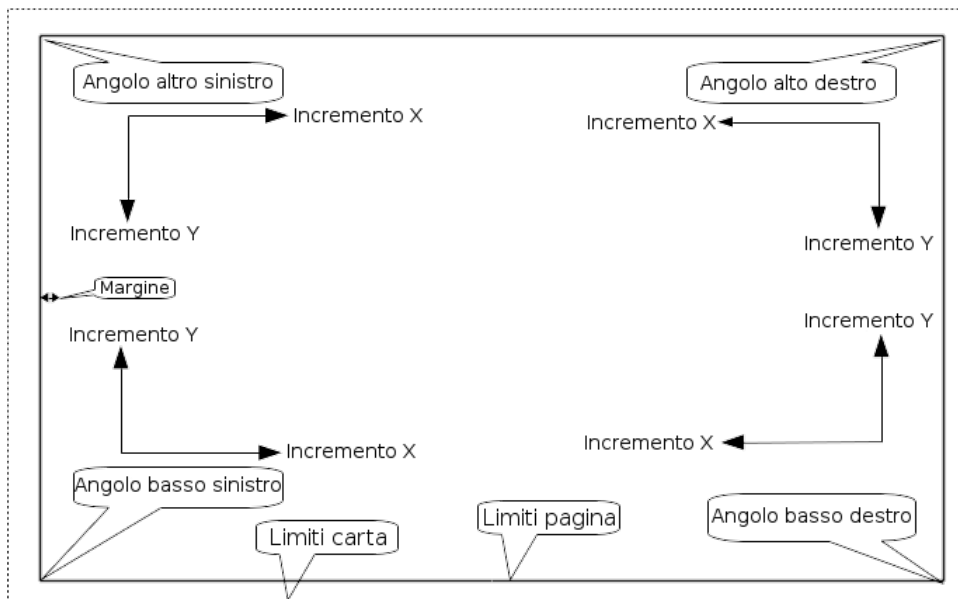 Angolo altro sinistro
Angolo alto destro
Incremento X
Incremento X
Incremento Y
Incremento Y
Margine
Incremento Y
Incremento Y
Incremento X
Incremento X
Angolo basso sinistro
Limiti carta
Limiti pagina
Angolo basso destro